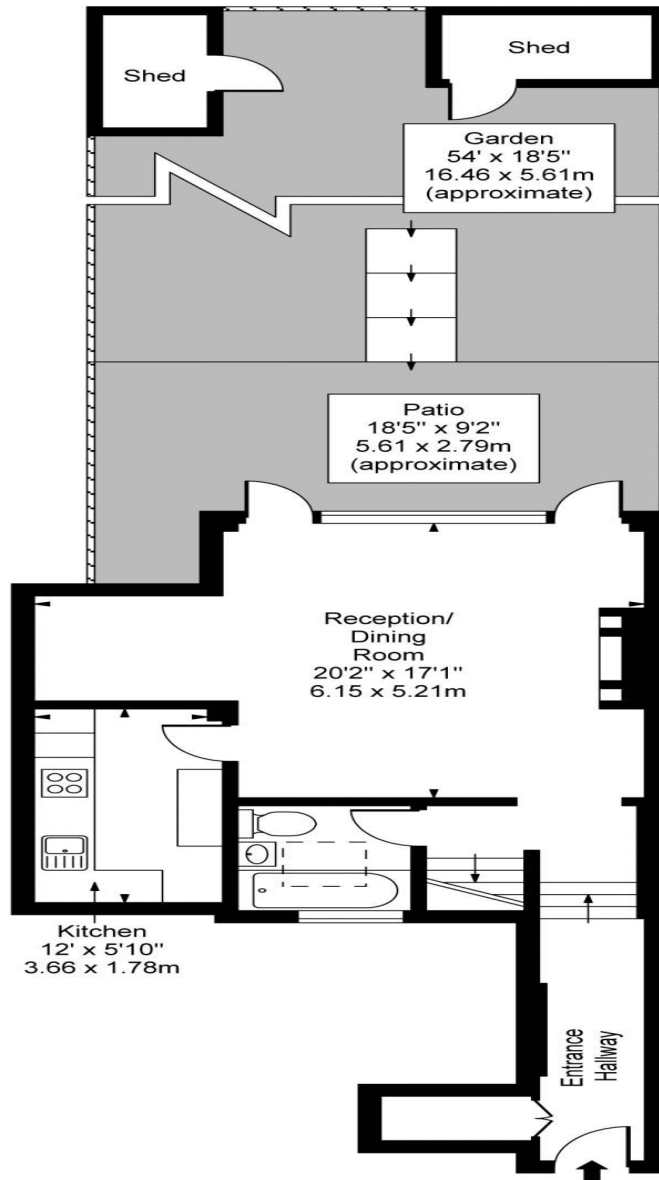 Shed
Shed
Garden
54' x 18'5"
16.46 x 5.61m
(approximate)
Patio
18'5" x 9'2"
5.61 x 2.79m
(approximate)
Reception/
Dining
Room
20'2" x 17'1"
6.15 x 5.21m
Kitchen
12' x 5'10"
3.66 x 1.78m
Entrance
Hallway